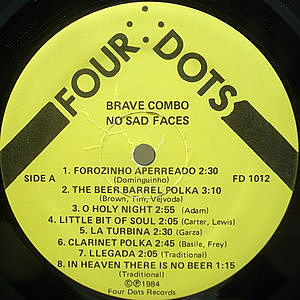 FOUR DOTS
BRAVE COMBO
NO SAD FACES
SIDE A
FD 1012
1. FOROZINHO APERREADO 2:30
(Dominguinho)
2. THE BEER BARREL POLKA 3:10
(Brown, Tim, Vejvoda)
3. O HOLY NIGHT 2:55 (Adam)
4. LITTLE BIT OF SOUL 2:05 (Carter, Lewis)
5. LA TURBINA 2:30 (Garza)
6. CLARINET POLKA 2:45 (Basile, Frey)
7. LLEGADA 2:05 (Traditional)
8. IN HEAVEN THERE IS NO BEER 1:15
(Traditional)
©℗1984
Four Dots Records